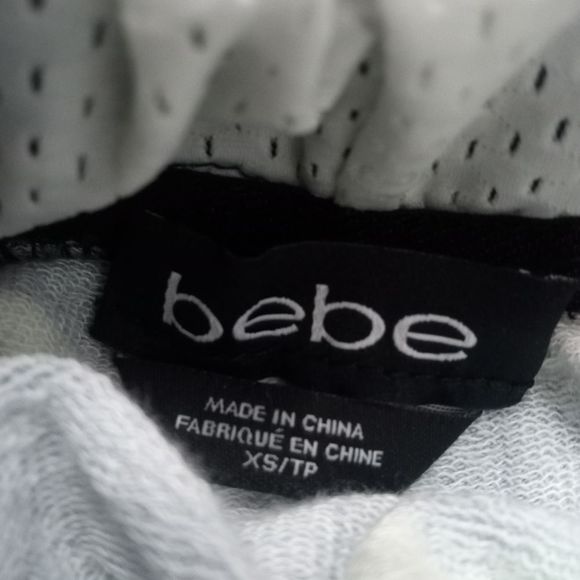 bebe
MADE IN CHINA
FABRIQUÉ EN CHINE
XS/TP